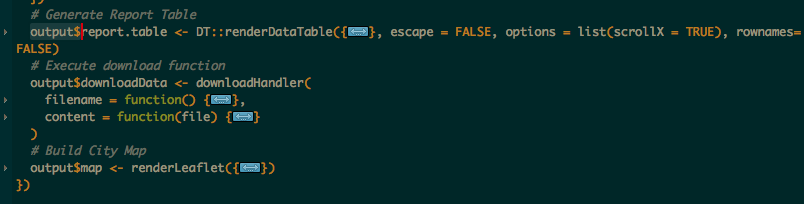 })
# Generate Report Table
output$report.table <- DT::renderDataTable({⟷}, escape = FALSE, options = list(scrollX = TRUE), rownames=
FALSE)
# Execute download function
output$downloadData <- downloadHandler(
filename = function() {⟷},
content = function(file) {⟷}
)
# Build City Map
output$map <- renderLeaflet({⟷})
})